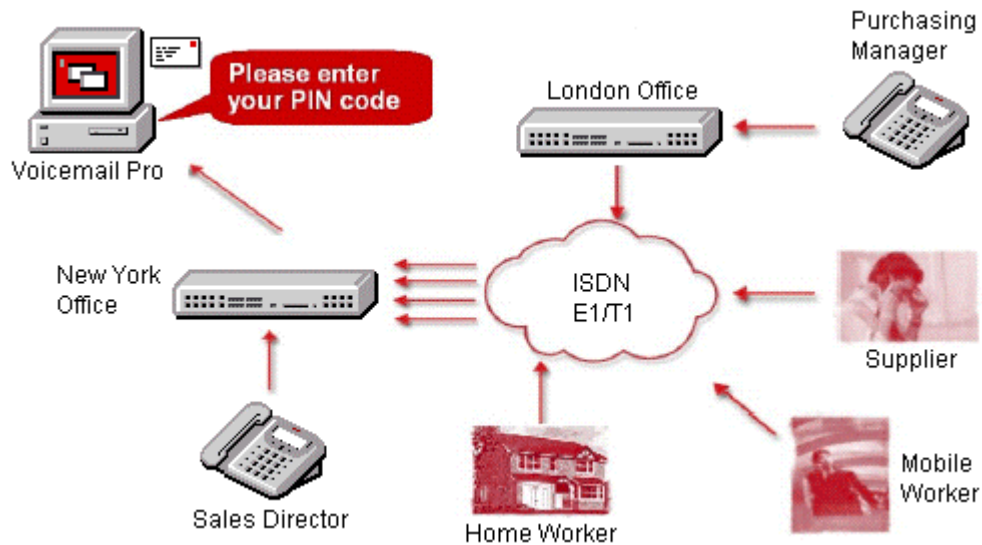 Purchasing
Manager
Please enter
your PIN code
London Office
Voicemail Pro
New York
Office
ISDN
E1/T1
Supplier
Sales Director
Home Worker
Mobile
Worker